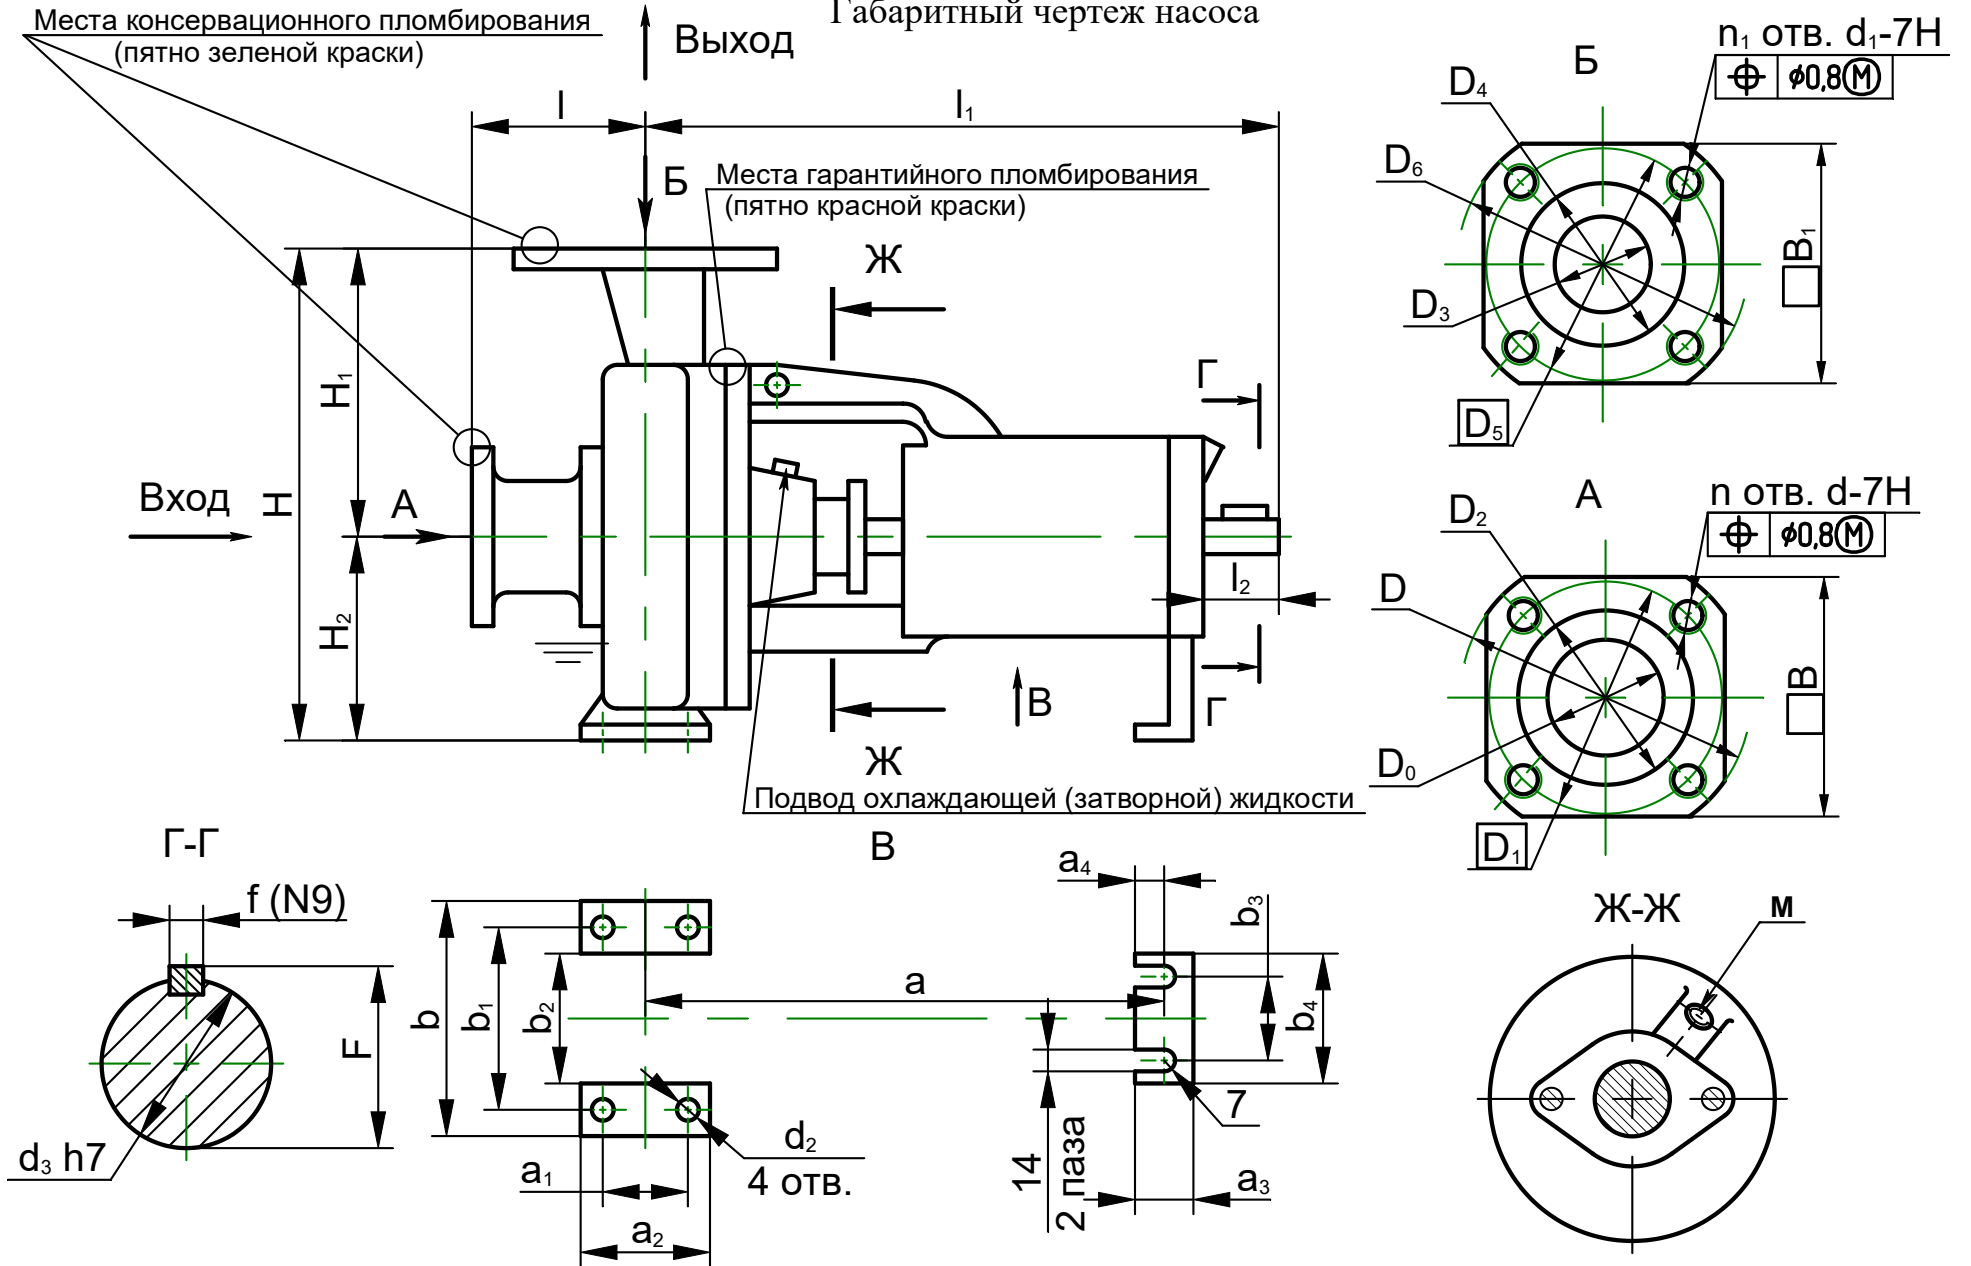 Габаритный чертеж насоса
Места консервационного пломбирования
(пятно зеленой краски)
Выход
l
l₁
Б
Места гарантийного пломбирования
(пятно красной краски)
Ж
H
H₁
H₂
Вход
А
Г
l₂
В
Г
Ж
Подвод охлаждающей (затворной) жидкости
Б
n₁ отв. d₁-7H
⌖ ϕ0,8Ⓜ
D₄
D₆
D₃
D₅
□B₁
А
n отв. d-7H
⌖ ϕ0,8Ⓜ
D₂
D
D₀
D₁
□B
Г-Г
f (N9)
F
d₃ h7
В
b
b₁
b₂
a
a₁
a₂
d₂
4 отв.
a₄
b₃
b₄
7
14
2 паза
a₃
Ж-Ж
м